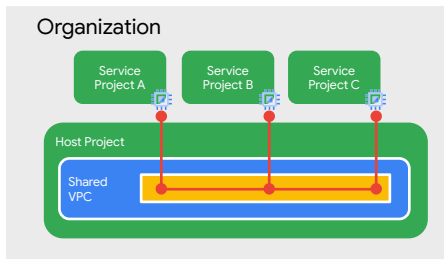 Organization
Service
Project A
Service
Project B
Service
Project C
Host Project
Shared
VPC